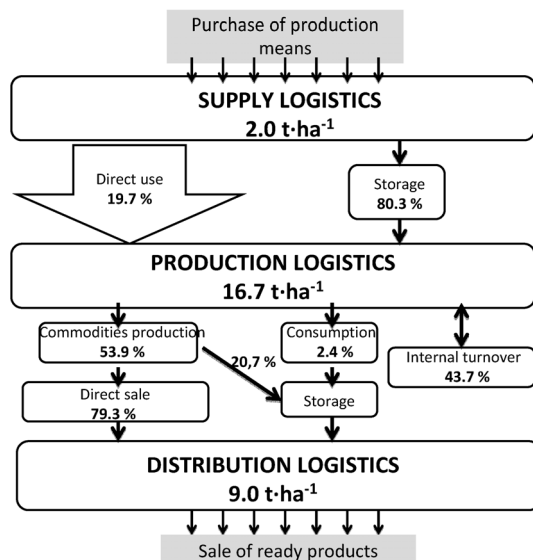 Purchase of production
means
SUPPLY LOGISTICS
2.0 t·ha⁻¹
Direct use
19.7 %
Storage
80.3 %
PRODUCTION LOGISTICS
16.7 t·ha⁻¹
Commodities production
53.9 %
20,7 %
Consumption
2.4 %
Internal turnover
43.7 %
Direct sale
79.3 %
Storage
DISTRIBUTION LOGISTICS
9.0 t·ha⁻¹
Sale of ready products